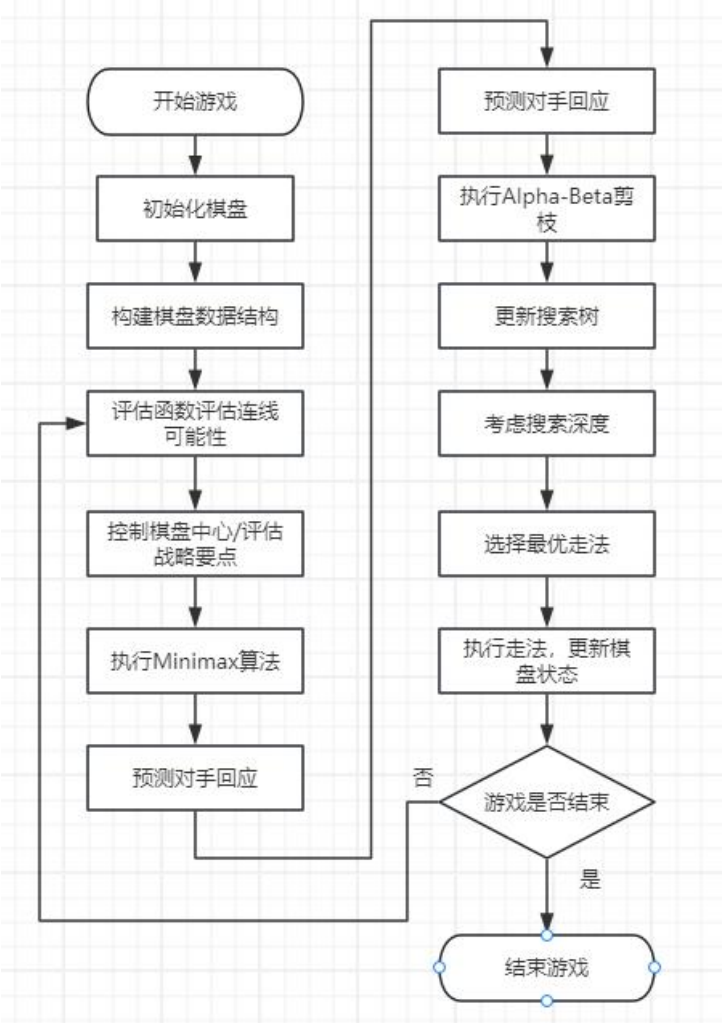 开始游戏
初始化棋盘
构建棋盘数据结构
评估函数评估连线
可能性
控制棋盘中心/评估
战略要点
执行Minimax算法
预测对手回应
预测对手回应
执行Alpha-Beta剪
枝
更新搜索树
考虑搜索深度
选择最优走法
执行走法，更新棋
盘状态
游戏是否结束
否
是
结束游戏